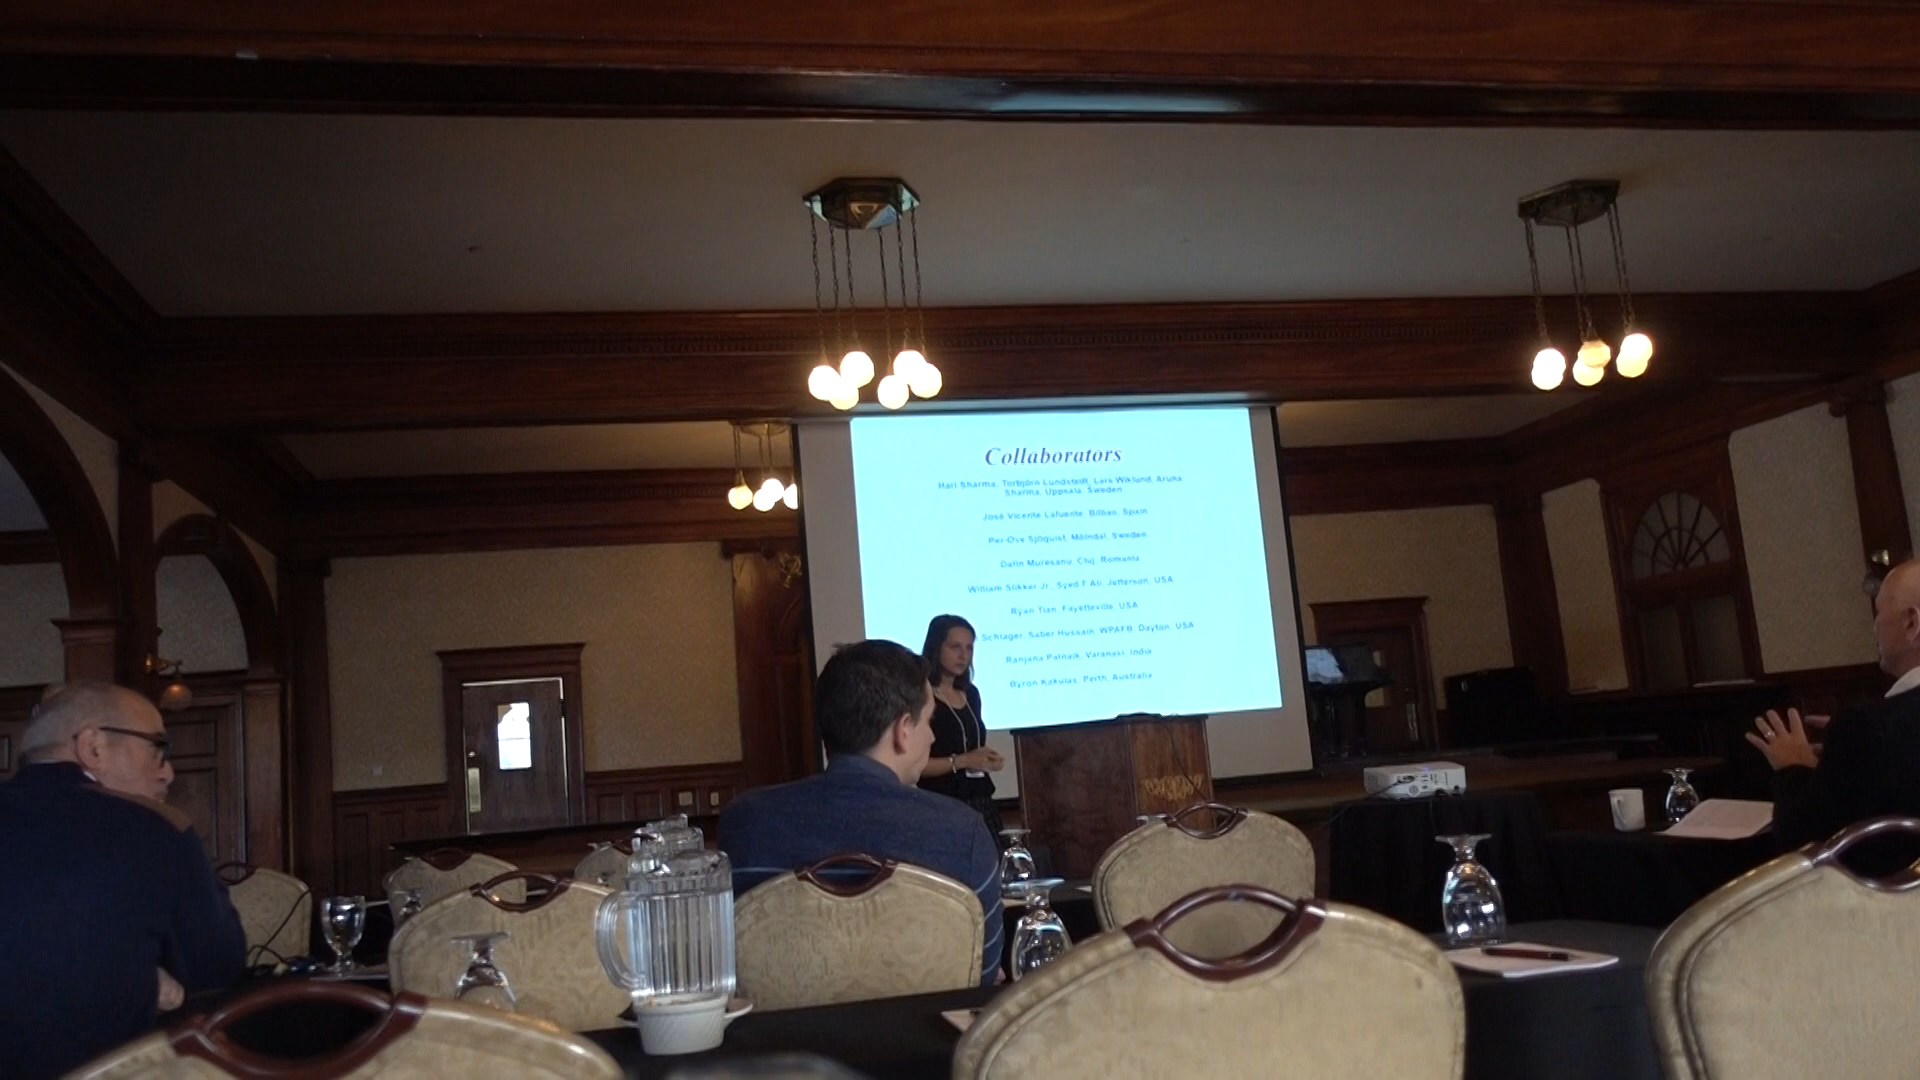 Collaborators
Hari Sharma, Torbjörn Lundstedt, Lars Wiklund, Aruna
Sharma, Uppsala, Sweden
José Vicente Lafuente, Bilbao, Spain
Per-Ove Sjöquist, Mölndal, Sweden
Dafin Muresanu, Cluj, Romania
William Slikker Jr., Syed F Ali, Jefferson, USA
Ryan Tian, Fayetteville, USA
Schlager, Saber Hussain, WPAFB, Dayton, USA
Ranjana Patnaik, Varanasi, India
Byron Kakulas, Perth, Australia